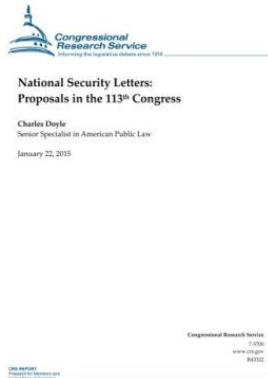 Congressional
Research Service
Informing the legislative debate since 1914
National Security Letters:
Proposals in the 113th Congress
Charles Doyle
Senior Specialist in American Public Law
January 22, 2015
Congressional Research Service
7-5700
www.crs.gov
CRS REPORT
Prepared for Members and